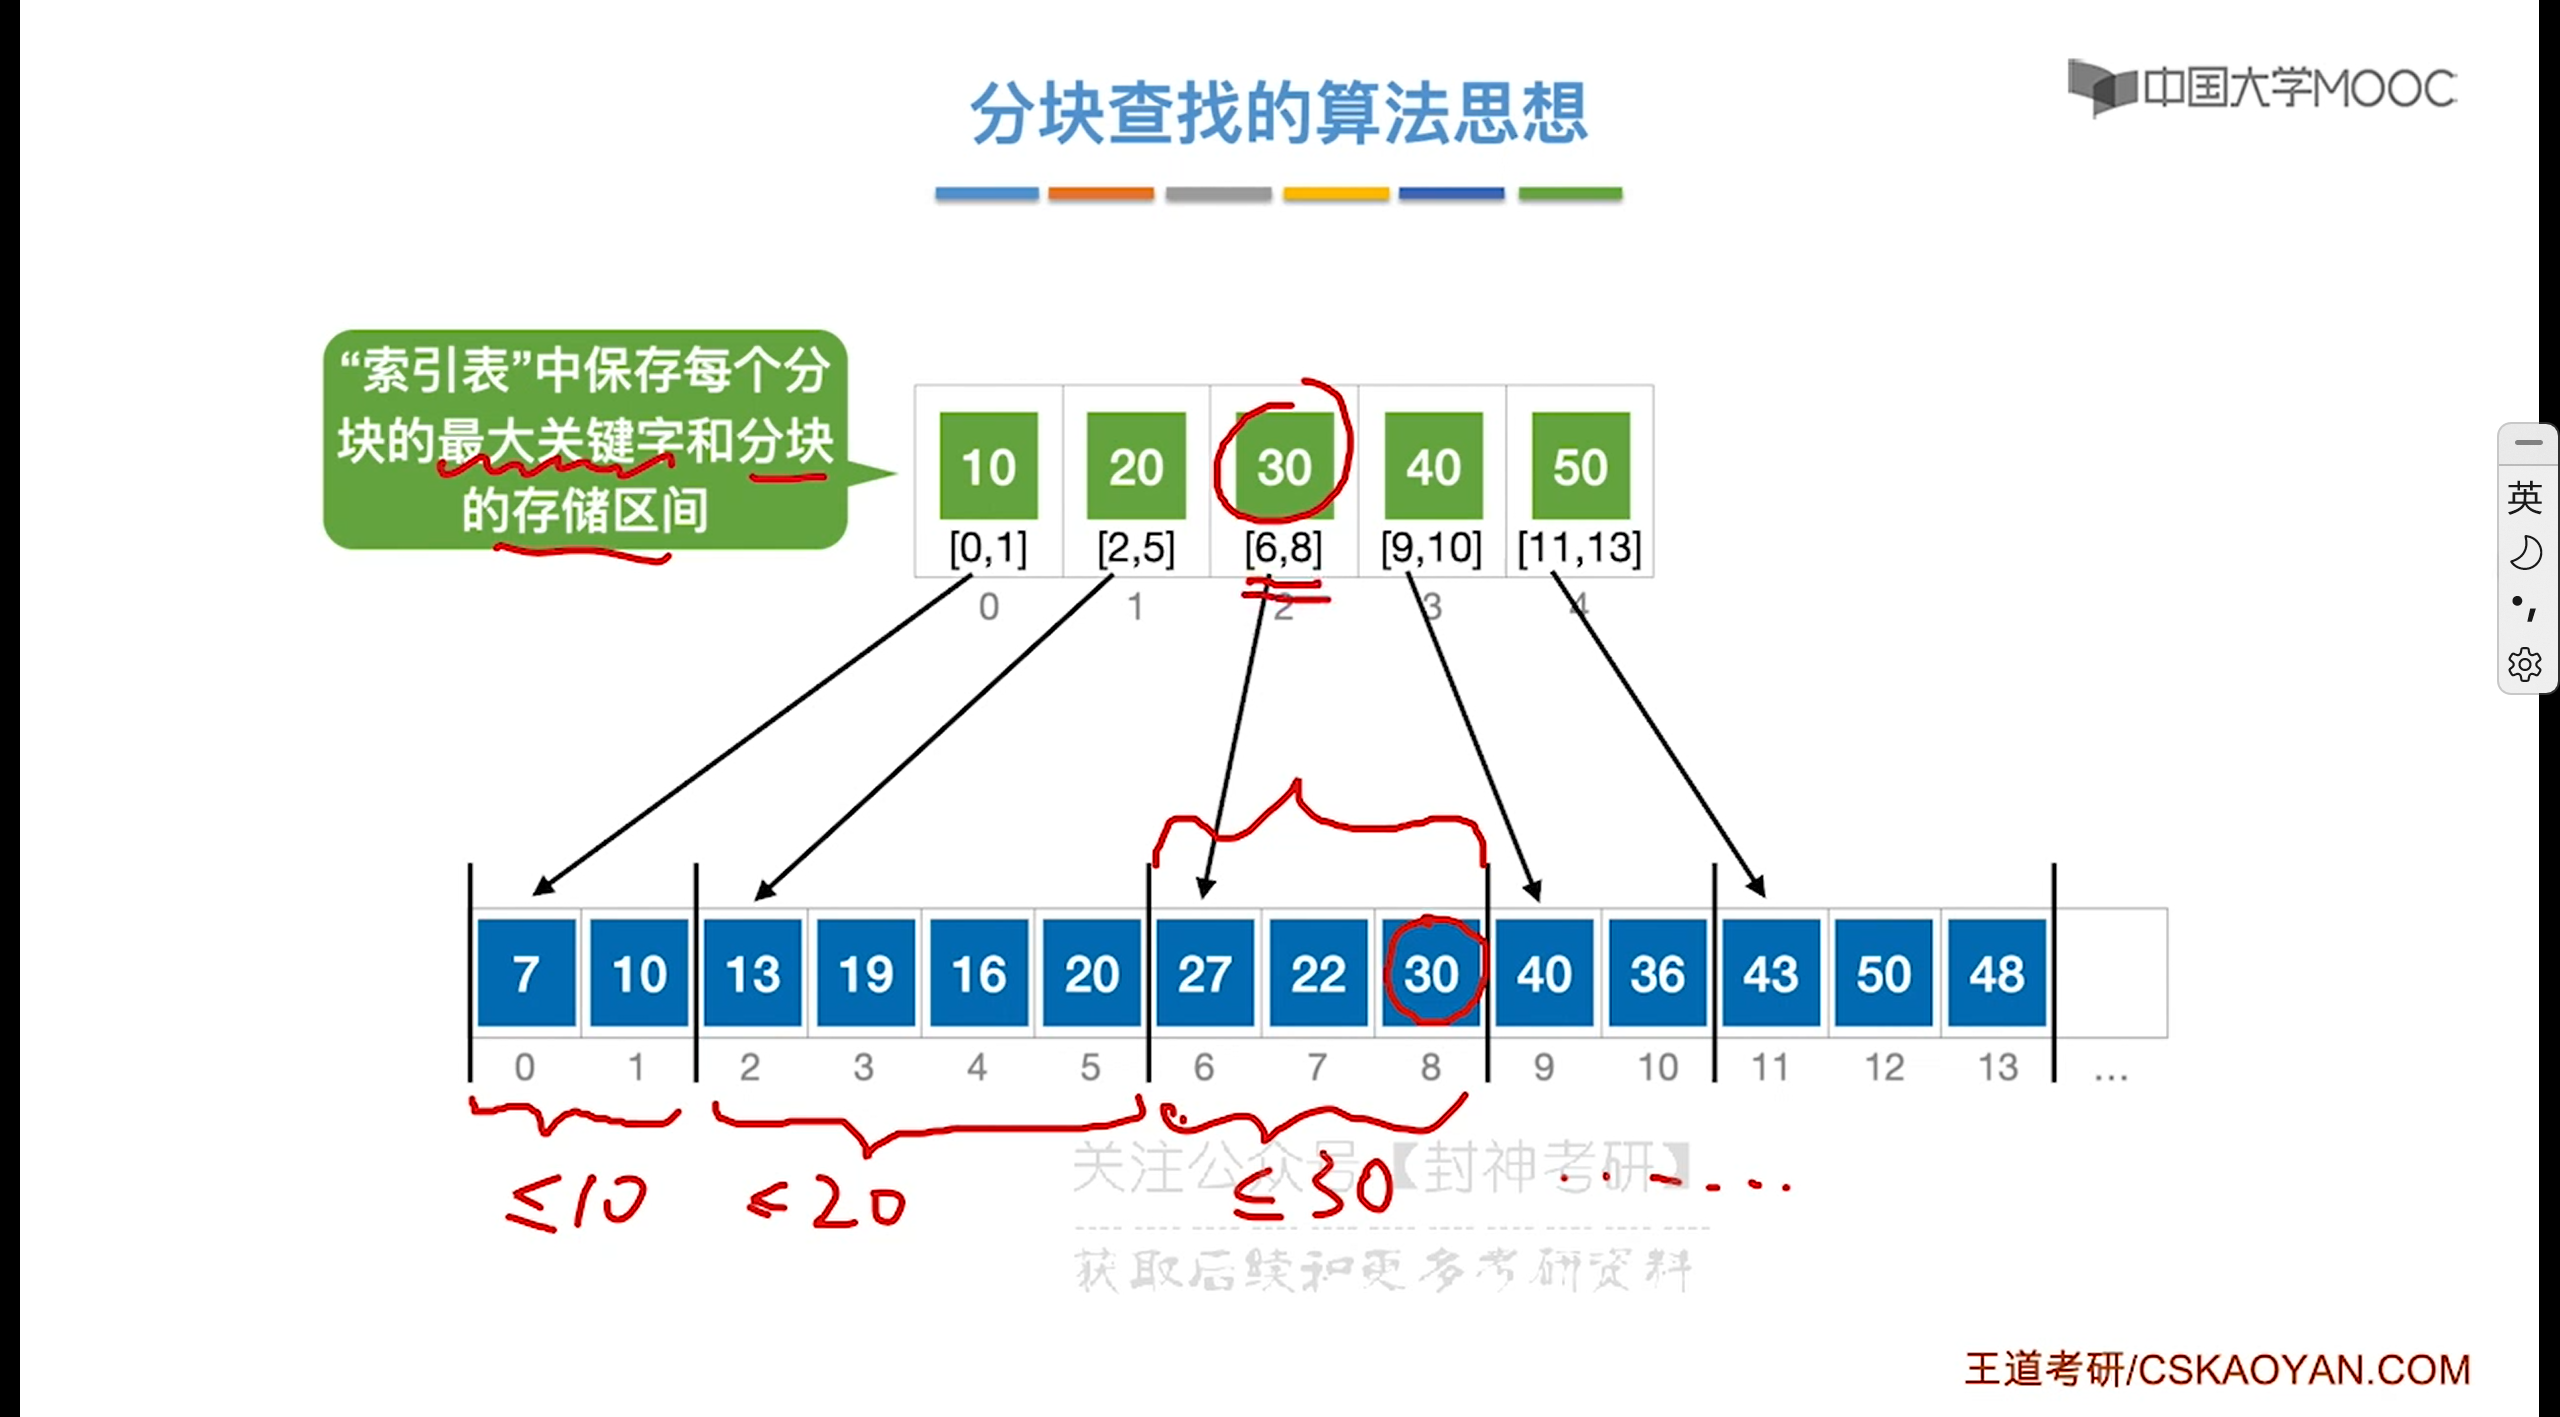 中国大学MOOC
分块查找的算法思想
“索引表”中保存每个分
块的最大关键字和分块
的存储区间
10 20 30 40 50
[0,1] [2,5] [6,8] [9,10] [11,13]
0 1 2 3 4
英
7 10 13 19 16 20 27 22 30 40 36 43 50 48
0 1 2 3 4 5 6 7 8 9 10 11 12 13 ...
≤10 ≤20 ≤30
关注公众号【封神考研】
获取后续和更多考研资料
王道考研/CSKAOYAN.COM